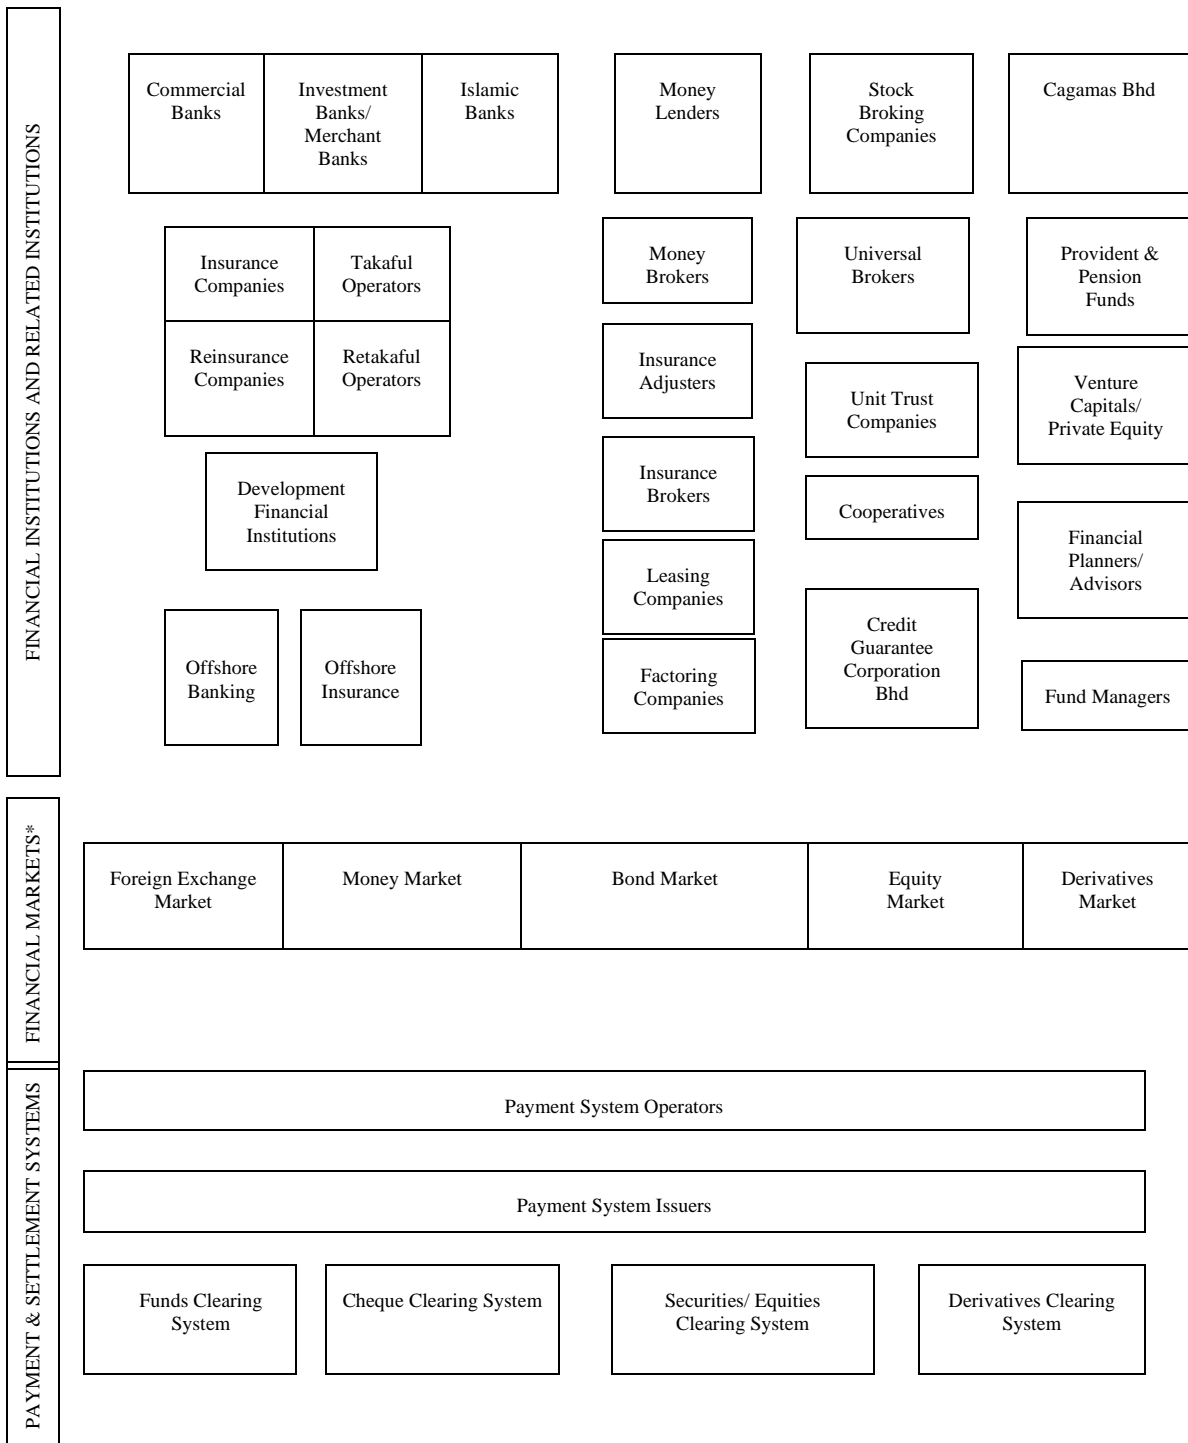 FINANCIAL INSTITUTIONS AND RELATED INSTITUTIONS
Commercial
Banks
Investment
Banks/
Merchant
Banks
Islamic
Banks
Money
Lenders
Stock
Broking
Companies
Cagamas Bhd
Insurance
Companies
Takaful
Operators
Reinsurance
Companies
Retakaful
Operators
Development
Financial
Institutions
Offshore
Banking
Offshore
Insurance
Money
Brokers
Insurance
Adjusters
Insurance
Brokers
Leasing
Companies
Factoring
Companies
Universal
Brokers
Unit Trust
Companies
Cooperatives
Credit
Guarantee
Corporation
Bhd
Provident &
Pension
Funds
Venture
Capitals/
Private Equity
Financial
Planners/
Advisors
Fund Managers
FINANCIAL MARKETS*
Foreign Exchange
Market
Money Market
Bond Market
Equity
Market
Derivatives
Market
PAYMENT & SETTLEMENT SYSTEMS
Payment System Operators
Payment System Issuers
Funds Clearing
System
Cheque Clearing System
Securities/ Equities
Clearing System
Derivatives Clearing
System